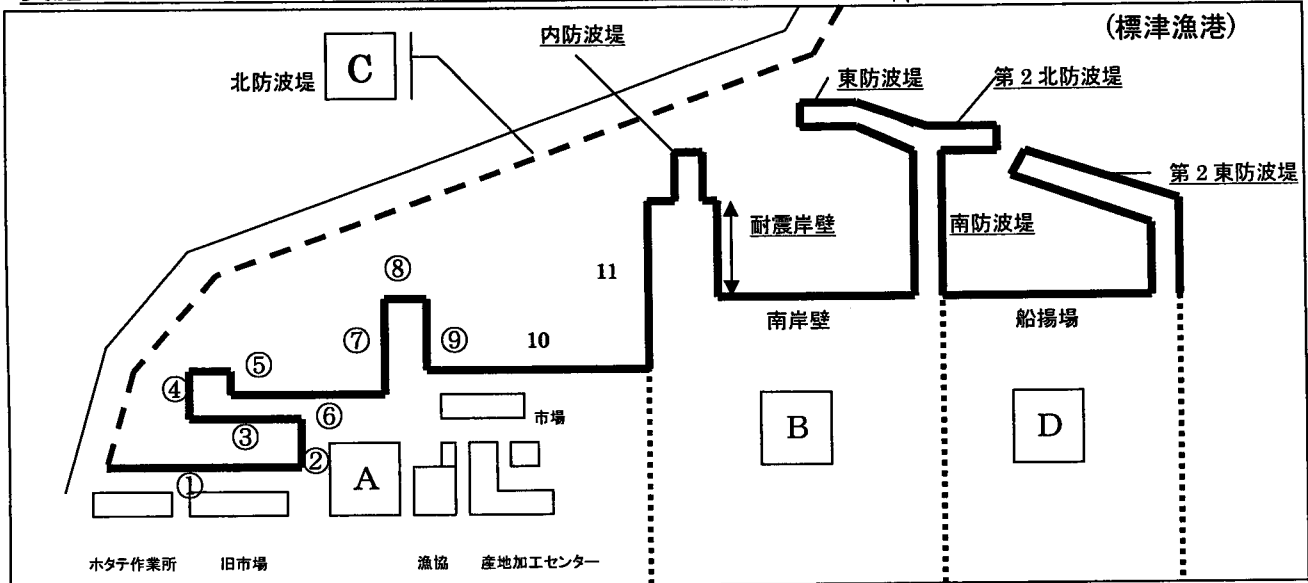 (標津漁港)
内防波堤
C
北防波堤
東防波堤
第2北防波堤
第2東防波堤
耐震岸壁
南防波堤
⑧
11
南岸壁
船揚場
⑦
⑨
10
⑤
④
⑥
市場
③
B
D
②
A
①
ホタテ作業所
旧市場
漁協
産地加工センター